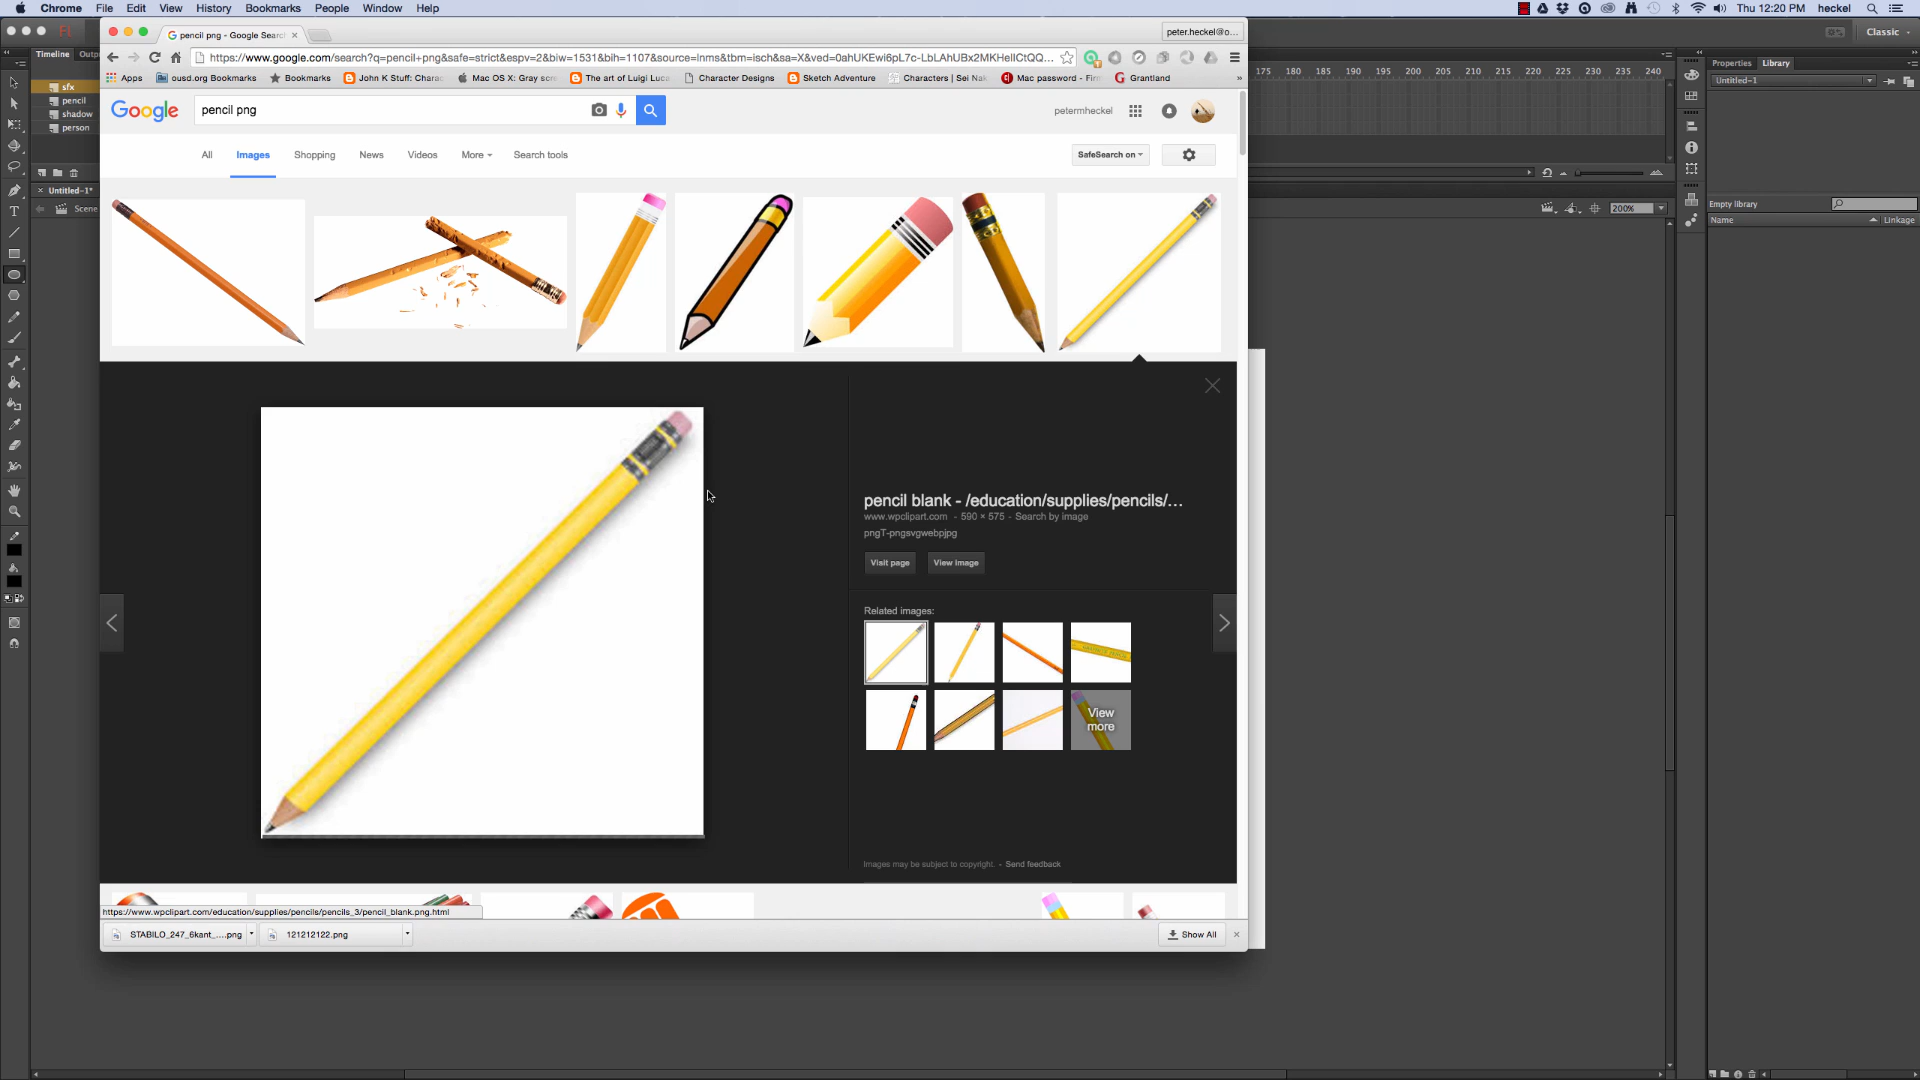 Chrome File Edit View History Bookmarks People Window Help
Thu 12:20 PM heckel
Fl
Classic
Timeline
pencil png - Google Sear
peter.heckel@o...
https://www.google.com/search?q=pencil+png&safe=strict&espv=2&biw=1531&bih=1107&source=lnms&tbm=isch&sa=X&ved=0ahUKEwi6pL7c-LbLAhUBx2MKHeIICtQQ...
Apps ousd.org Bookmarks Bookmarks John K Stuff: Charac Mac OS X: Gray scre The art of Luigi Luca Character Designs Sketch Adventure Characters | Sei Nak Mac password - Firm Grantland »
175 180 185 190 195 200 205 210 215 220 225 230 235 240
Properties Library
Untitled-1
sfx
pencil
shadow
person
Google
pencil png
petermheckel
All Images Shopping News Videos More Search tools
SafeSearch on
Untitled-1*
Scene
200%
Empty library
Name Linkage
pencil blank - /education/supplies/pencils/...
www.wpclipart.com - 590 × 575 - Search by image
pngT-pngsvgwebpjpg
Visit page View image
Related images:
View
more
Images may be subject to copyright. - Send feedback
https://www.wpclipart.com/education/supplies/pencils/pencils_3/pencil_blank.png.html
STABILO_247_6kant_....png 121212122.png Show All